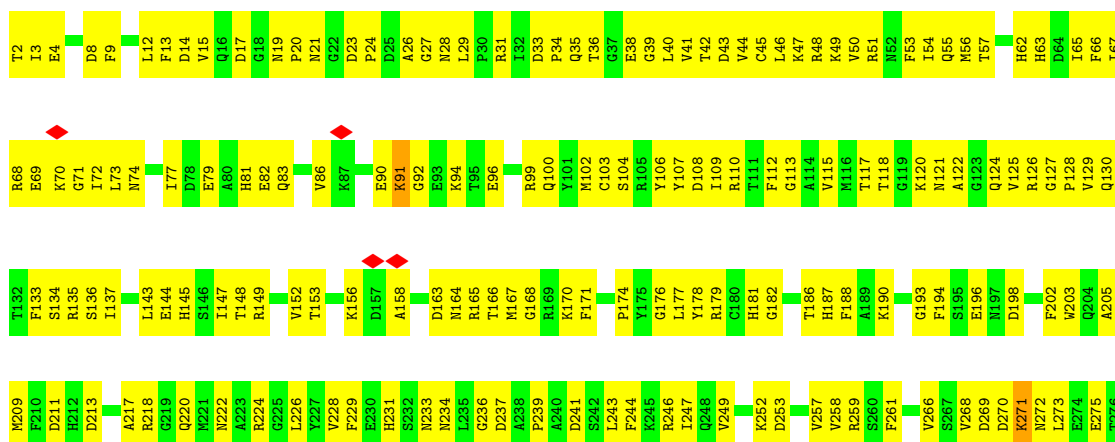 T2 I3 E4 D8 F9 L12 F13 D14 V15 Q16 D17 G18 N19 P20 N21 G22 D23 P24 D25 A26 G27 N28 L29 P30 R31 I32 D33 P34 Q35 T36 G37 E38 G39 L40 V41 T42 D43 V44 C45 L46 K47 R48 K49 V50 R51 N52 F53 I54 Q55 M56 T57 H62 H63 D64 I65 F66 I67
R68 E69 K70 G71 I72 L73 N74 I77 D78 E79 A80 H81 E82 Q83 V86 K87 E90 K91 G92 E93 K94 T95 E96 R99 Q100 Y101 M102 C103 S104 R105 Y106 Y107 D108 I109 R110 T111 F112 G113 A114 V115 M116 T117 T118 G119 K120 N121 A122 G123 Q124 V125 R126 G127 P128 V129 Q130
T132 F133 S134 R135 S136 I137 L143 E144 H145 S146 I147 T148 R149 V152 T153 K156 D157 A158 D163 N164 R165 T166 M167 G168 R169 K170 F171 P174 Y175 G176 L177 Y178 R179 C180 H181 G182 T186 H187 F188 A189 K190 G193 F194 S195 E196 N197 D198 F202 W203 Q204 A205
M209 F210 D211 H212 D213 A217 R218 G219 Q220 M221 N222 A223 R224 G225 L226 Y227 V228 F229 E230 H231 S232 N233 N234 L235 G236 D237 A238 P239 A240 D241 S242 L243 F244 K245 R246 I247 Q248 V249 K252 D253 V257 V258 R259 S260 F261 V266 S267 V268 D269 D270 K271 N272 L273 E274 E275